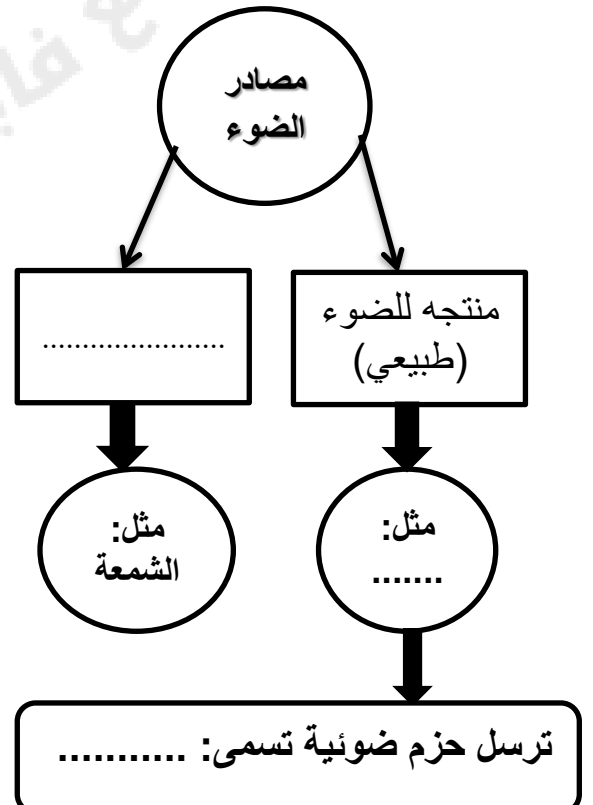 مصادر
الضوء
منتجه للضوء
(طبيعي)
......................
مثل:
.......
مثل:
الشمعة
ترسل حزم ضوئية تسمى: ...........